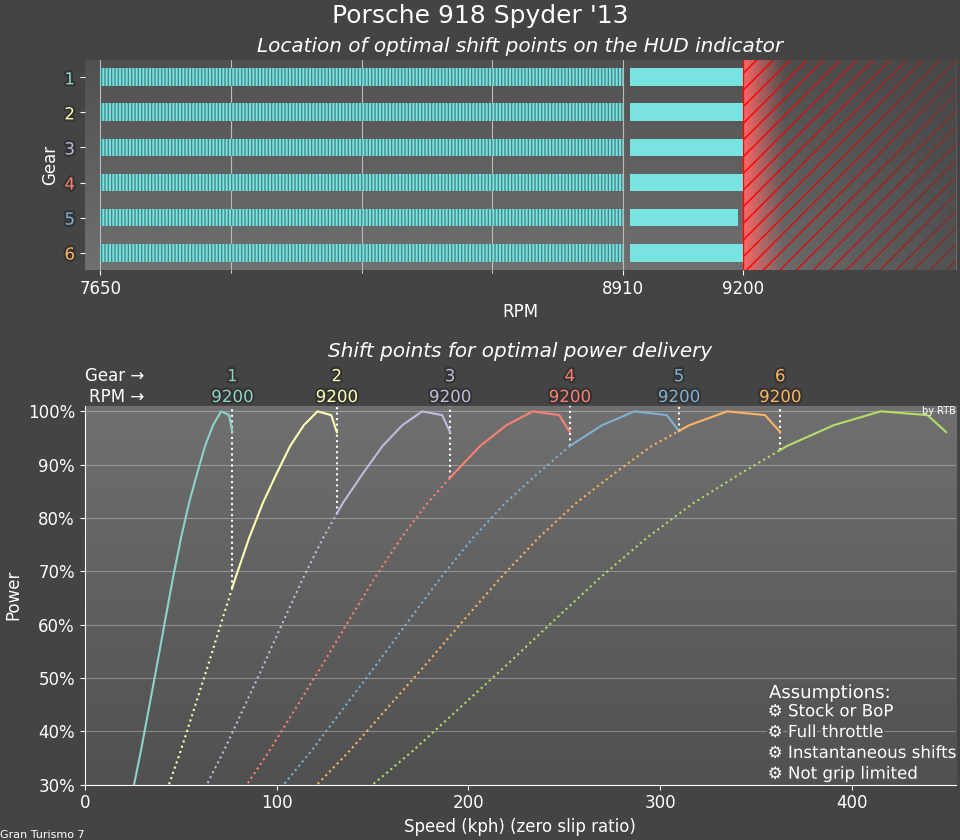 Porsche 918 Spyder '13
Location of optimal shift points on the HUD indicator
Gear
1
2
3
4
5
6
7650 8910 9200
RPM
Shift points for optimal power delivery
Gear → 1 2 3 4 5 6
RPM → 9200 9200 9200 9200 9200 9200
by RTB
Power
100%
90%
80%
70%
60%
50%
40%
30%
Assumptions:
⚙ Stock or BoP
⚙ Full throttle
⚙ Instantaneous shifts
⚙ Not grip limited
0 100 200 300 400
Speed (kph) (zero slip ratio)
Gran Turismo 7